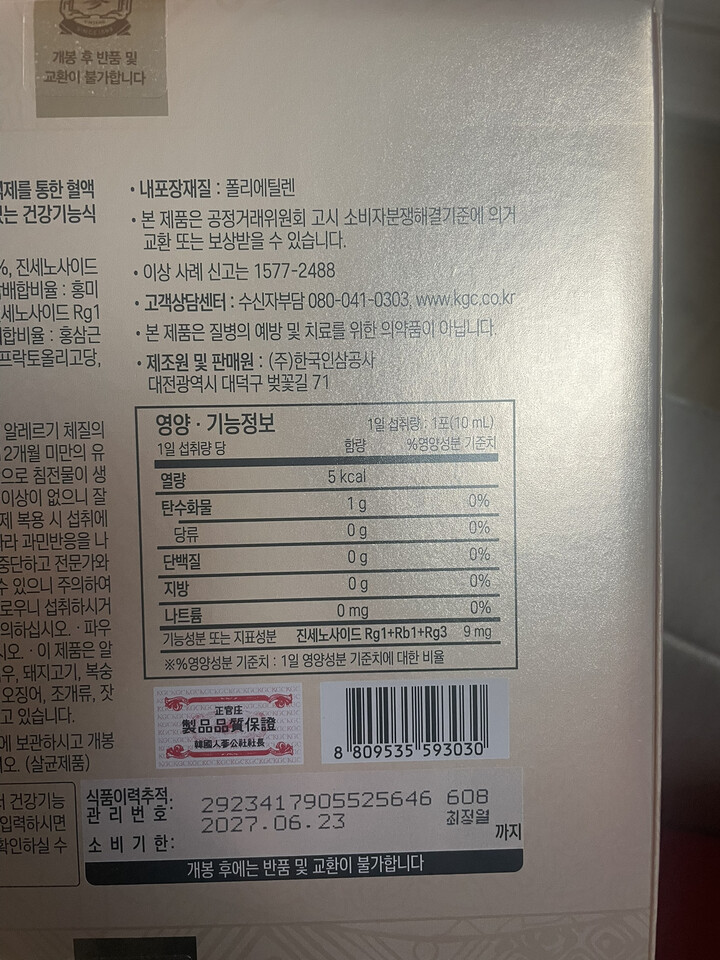 개봉 후 반품 및
교환이 불가합니다
제를 통한 혈액
는 건강기능식
%, 진세노사이드
배합비율 : 홍미
세노사이드 Rg1
합비율 : 홍삼근
프락토올리고당,
알레르기 체질의
2개월 미만의 유
으로 침전물이 생
이상이 없으니 잘
제 복용 시 섭취에
라 과민반응을 나
중단하고 전문가와
수 있으니 주의하여
로우니 섭취하시거
의하십시오. · 파우
시오. · 이 제품은 알
우, 돼지고기, 복숭
오징어, 조개류, 잣
고 있습니다.
에 보관하시고 개봉
오. (살균제품)
서 건강기능
입력하시면
확인하실 수
• 내포장재질 : 폴리에틸렌
• 본 제품은 공정거래위원회 고시 소비자분쟁해결기준에 의거
교환 또는 보상받을 수 있습니다.
• 이상 사례 신고는 1577-2488
• 고객상담센터 : 수신자부담 080-041-0303, www.kgc.co.kr
• 본 제품은 질병의 예방 및 치료를 위한 의약품이 아닙니다.
• 제조원 및 판매원 : (주)한국인삼공사
대전광역시 대덕구 벚꽃길 71
영양 · 기능정보 1일 섭취량 : 1포(10 mL)
1일 섭취량 당 함량 %영양성분 기준치
열량 5 kcal
탄수화물 1 g 0%
당류 0 g 0%
단백질 0 g 0%
지방 0 g 0%
나트륨 0 mg 0%
기능성분 또는 지표성분 진세노사이드 Rg1+Rb1+Rg3 9 mg
※%영양성분 기준치 : 1일 영양성분 기준치에 대한 비율
正官庄
製品品質保證
韓國人蔘公社社長
8 809535 593030
식품이력추적 : 2923417905525646 608
관리번호 2027.06.23 최정월
소비기한 : 까지
개봉 후에는 반품 및 교환이 불가합니다